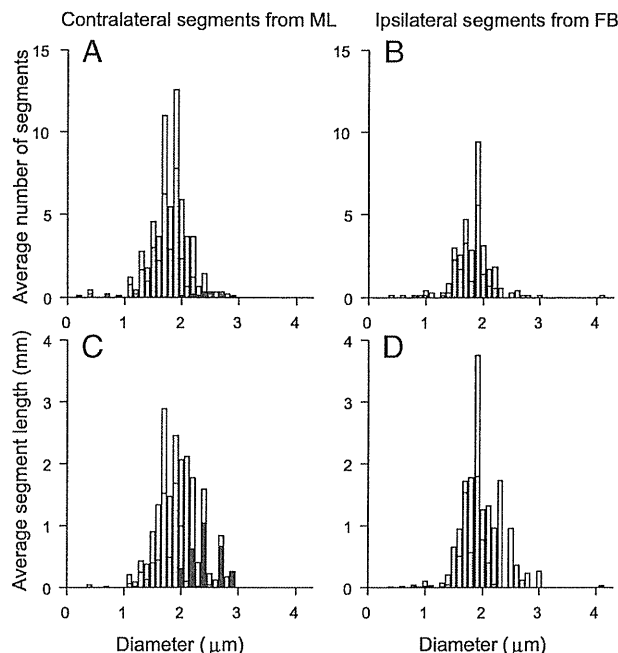 Contralateral segments from ML
Ipsilateral segments from FB
A
B
Average number of segments
15
10
5
0
0 1 2 3 4
15
10
5
0
0 1 2 3 4
C
D
Average segment length (mm)
4
3
2
1
0
0 1 2 3 4
4
3
2
1
0
0 1 2 3 4
Diameter (μm)
Diameter (μm)